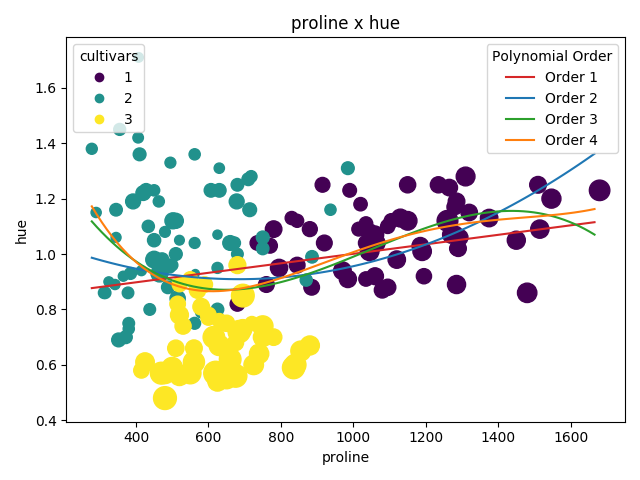 proline x hue
cultivars
1
2
3
Polynomial Order
Order 1
Order 2
Order 3
Order 4
hue
1.6
1.4
1.2
1.0
0.8
0.6
0.4
400
600
800
1000
1200
1400
1600
proline